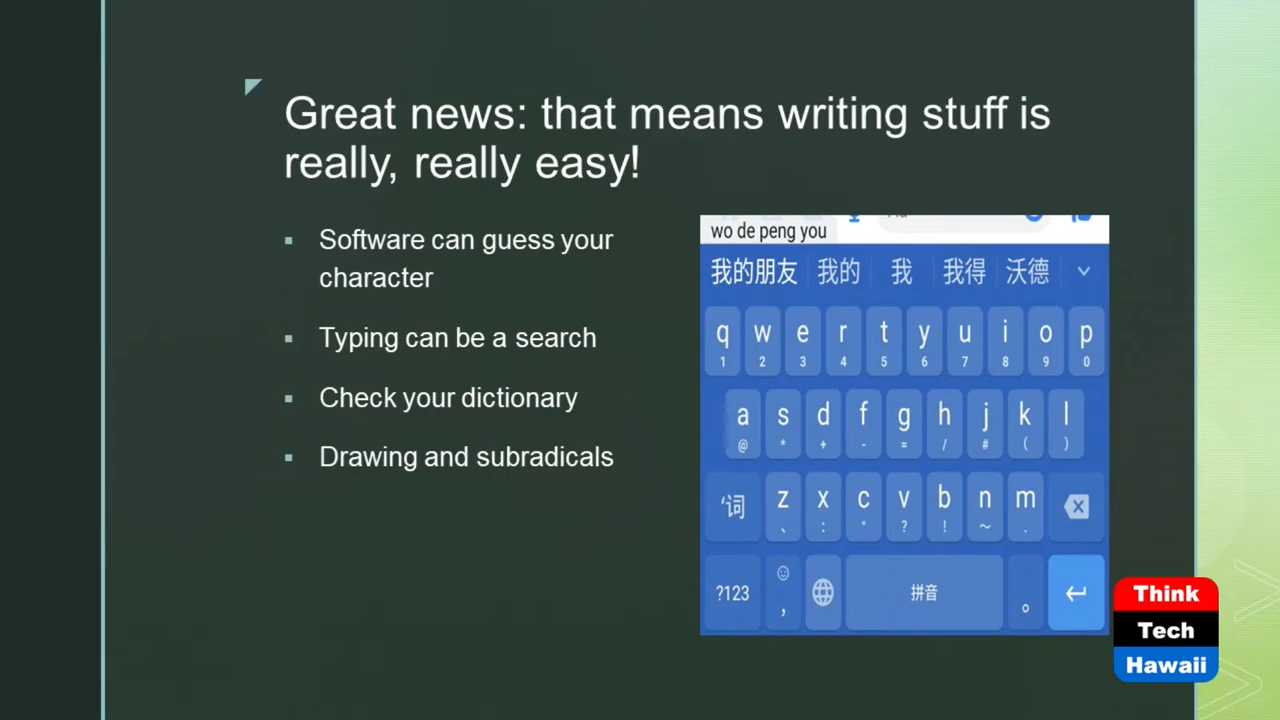 Great news: that means writing stuff is
really, really easy!
▪ Software can guess your
character
▪ Typing can be a search
▪ Check your dictionary
▪ Drawing and subradicals
wo de peng you
我的朋友 我的 我 我得 沃德
q w e r t y u i o p
1 2 3 4 5 6 7 8 9 0
a s d f g h j k l
@ * + - = / # ( )
‘词 z x c v b n m
、 : “ ? ! ～ .
?123 , 拼音 。
Think
Tech
Hawaii